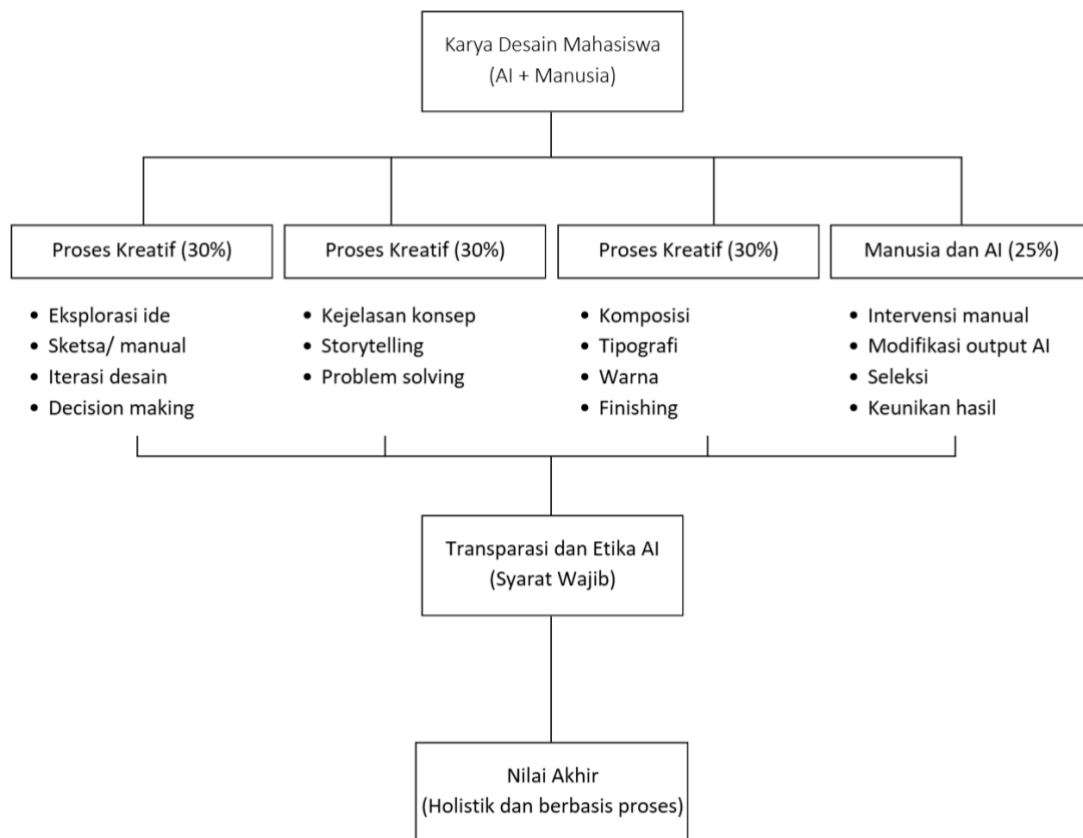 Karya Desain Mahasiswa
(AI + Manusia)
Proses Kreatif (30%)
Proses Kreatif (30%)
Proses Kreatif (30%)
Manusia dan AI (25%)
• Eksplorasi ide
• Sketsa/ manual
• Iterasi desain
• Decision making
• Kejelasan konsep
• Storytelling
• Problem solving
• Komposisi
• Tipografi
• Warna
• Finishing
• Intervensi manual
• Modifikasi output AI
• Seleksi
• Keunikan hasil
Transparasi dan Etika AI
(Syarat Wajib)
Nilai Akhir
(Holistik dan berbasis proses)